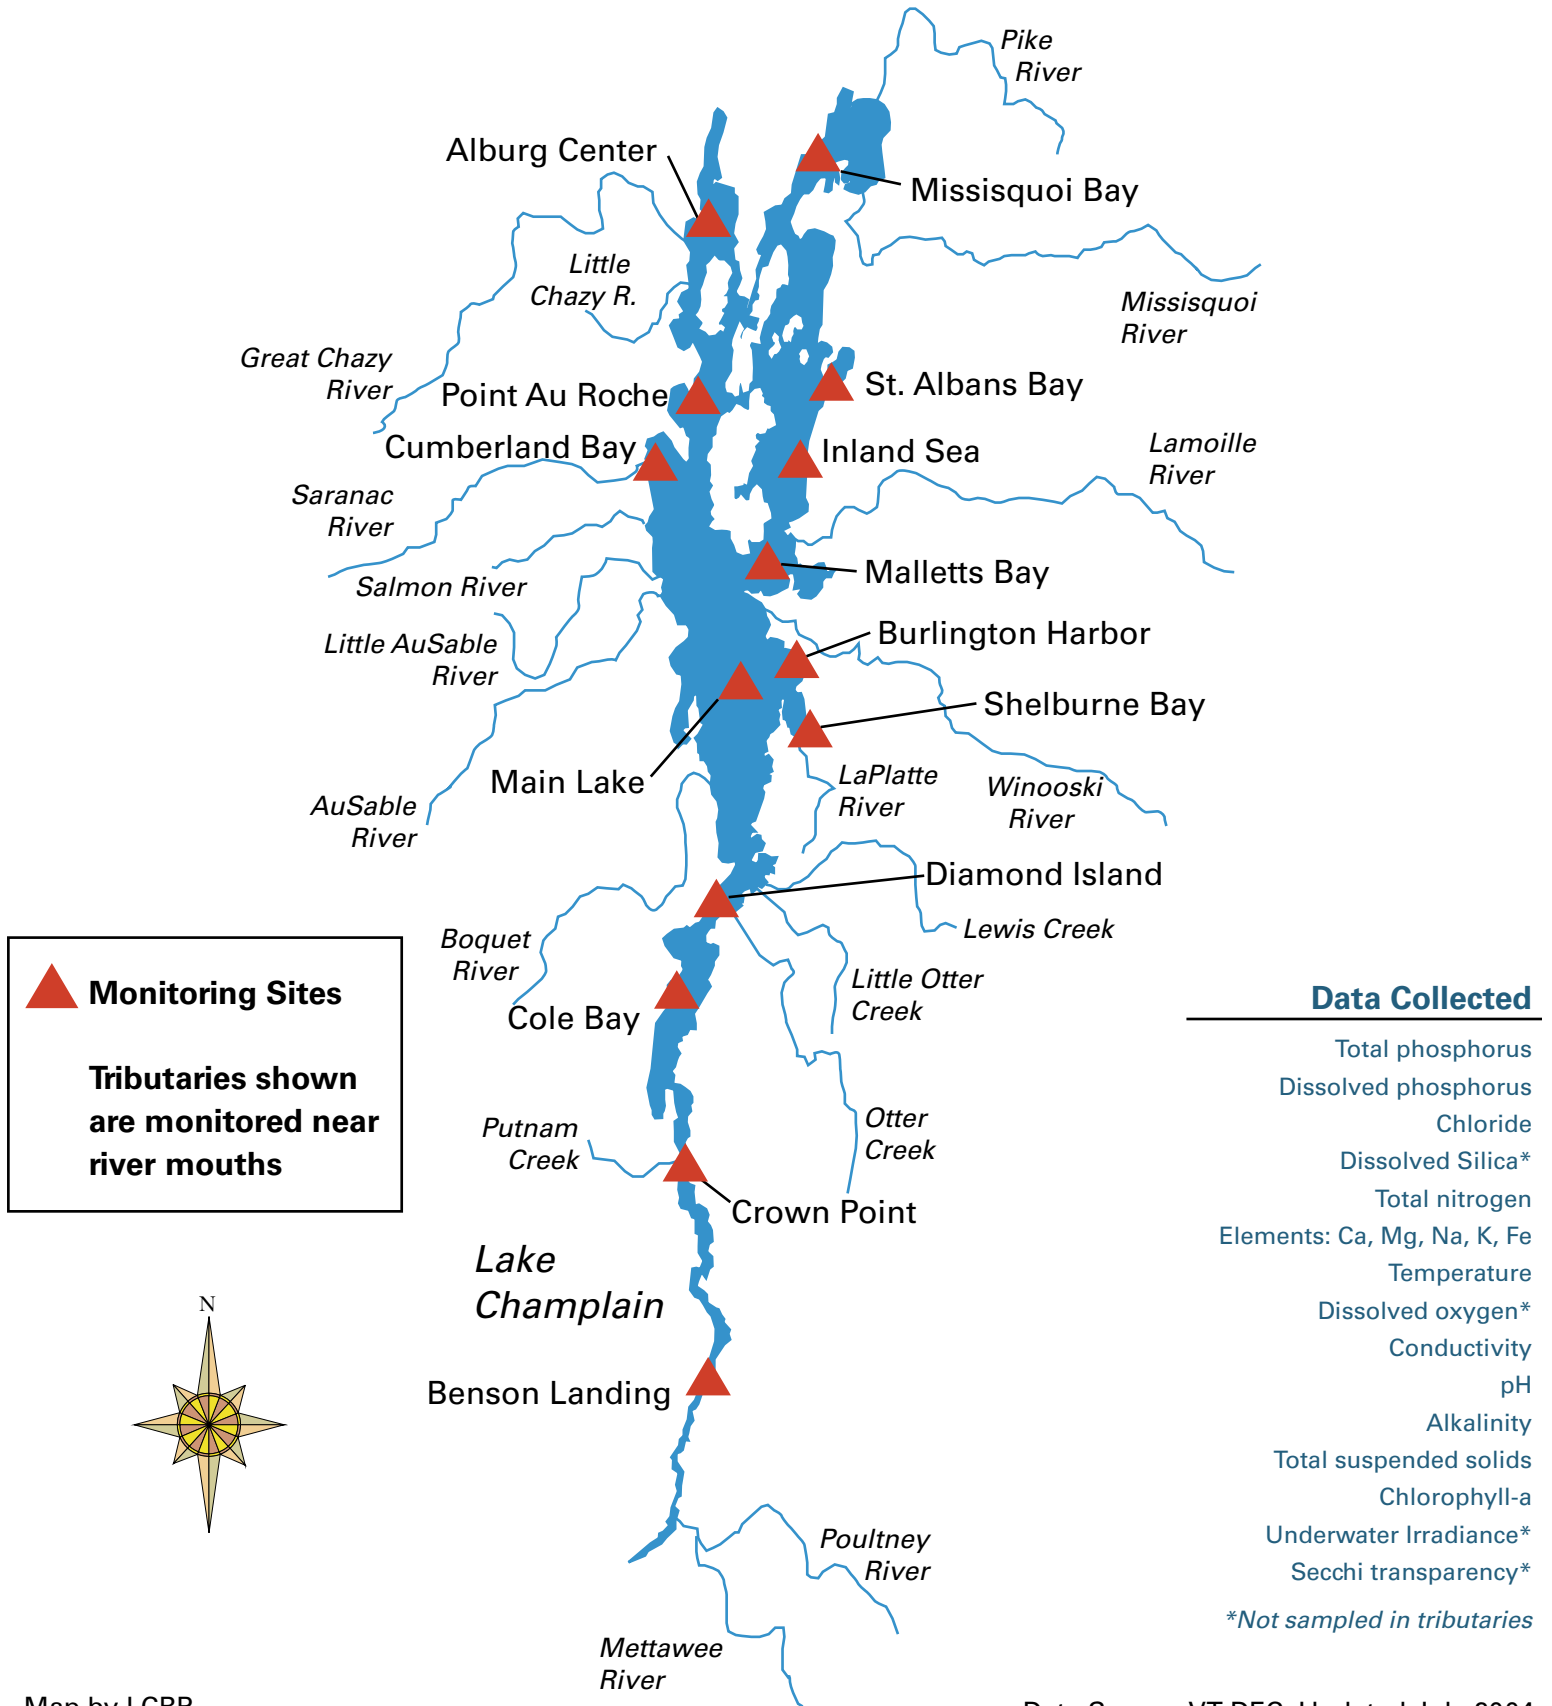 Pike
River
Alburg Center
Missisquoi Bay
Little
Chazy R.
Missisquoi
River
Great Chazy
River
Point Au Roche
St. Albans Bay
Cumberland Bay
Inland Sea
Lamoille
River
Saranac
River
Salmon River
Malletts Bay
Little AuSable
River
Burlington Harbor
Shelburne Bay
Main Lake
LaPlatte
River
Winooski
River
AuSable
River
Diamond Island
Lewis Creek
Boquet
River
Little Otter
Creek
Cole Bay
Monitoring Sites
Tributaries shown
are monitored near
river mouths
Putnam
Creek
Otter
Creek
Crown Point
Lake
Champlain
N
Benson Landing
Poultney
River
Mettawee
River
Data Collected
Total phosphorus
Dissolved phosphorus
Chloride
Dissolved Silica*
Total nitrogen
Elements: Ca, Mg, Na, K, Fe
Temperature
Dissolved oxygen*
Conductivity
pH
Alkalinity
Total suspended solids
Chlorophyll-a
Underwater Irradiance*
Secchi transparency*
*Not sampled in tributaries
Map by LCBP